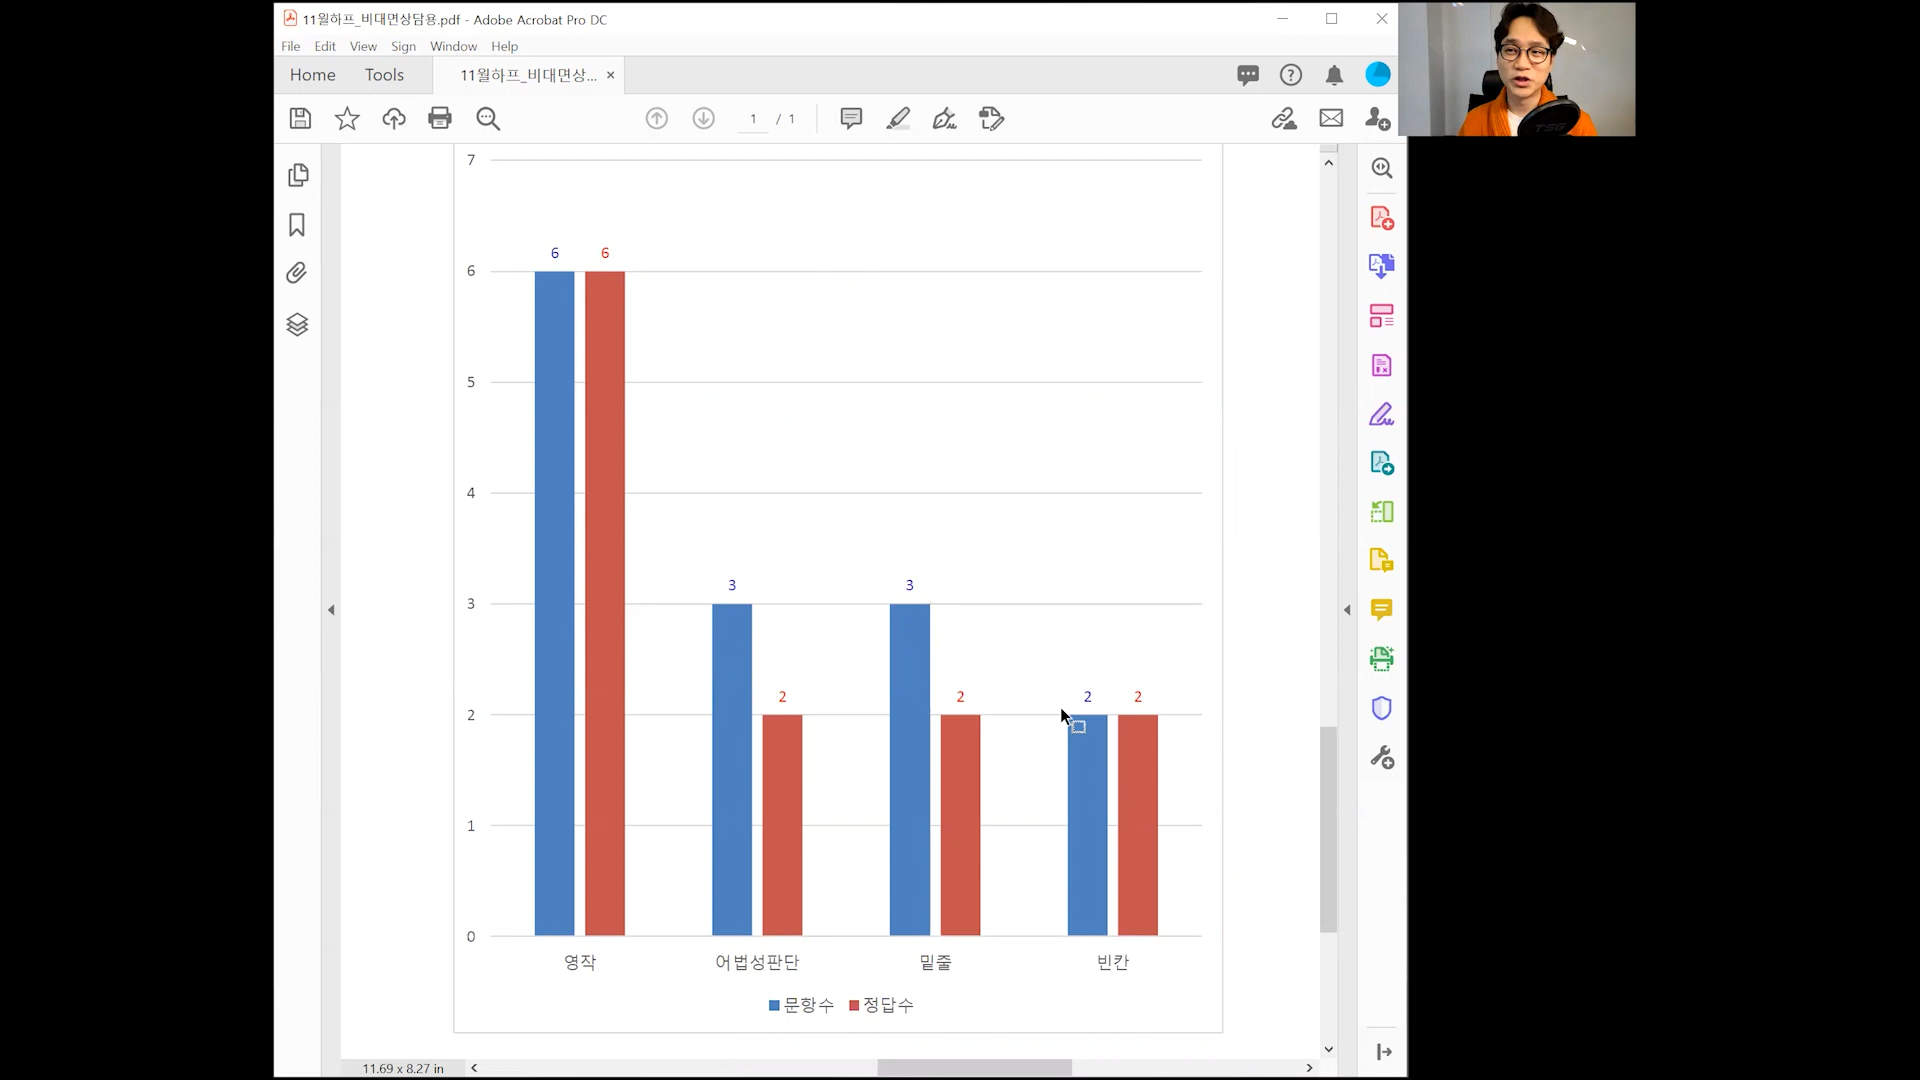 11월하프_비대면상담용.pdf - Adobe Acrobat Pro DC
File Edit View Sign Window Help
Home Tools 11월하프_비대면상... ×
1 / 1
7
6
5
4
3
2
1
0
6 6
3 2
3 2
2 2
영작 어법성판단 밑줄 빈칸
문항수 정답수
11.69 x 8.27 in
TSG